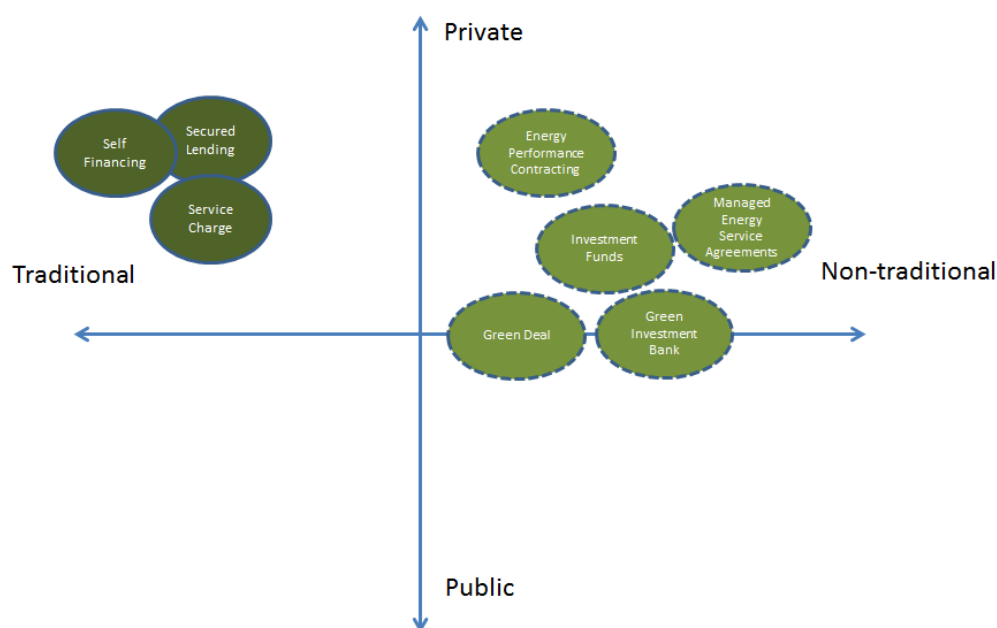 Private
Self
Financing
Secured
Lending
Service
Charge
Energy
Performance
Contracting
Managed
Energy
Service
Agreements
Investment
Funds
Traditional
Non-traditional
Green Deal
Green
Investment
Bank
Public